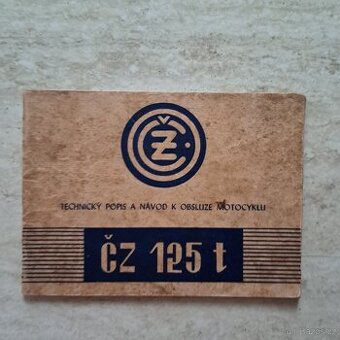 ČZ
TECHNICKÝ POPIS A NÁVOD K OBSLUZE MOTOCYKLU
ČZ 125 t